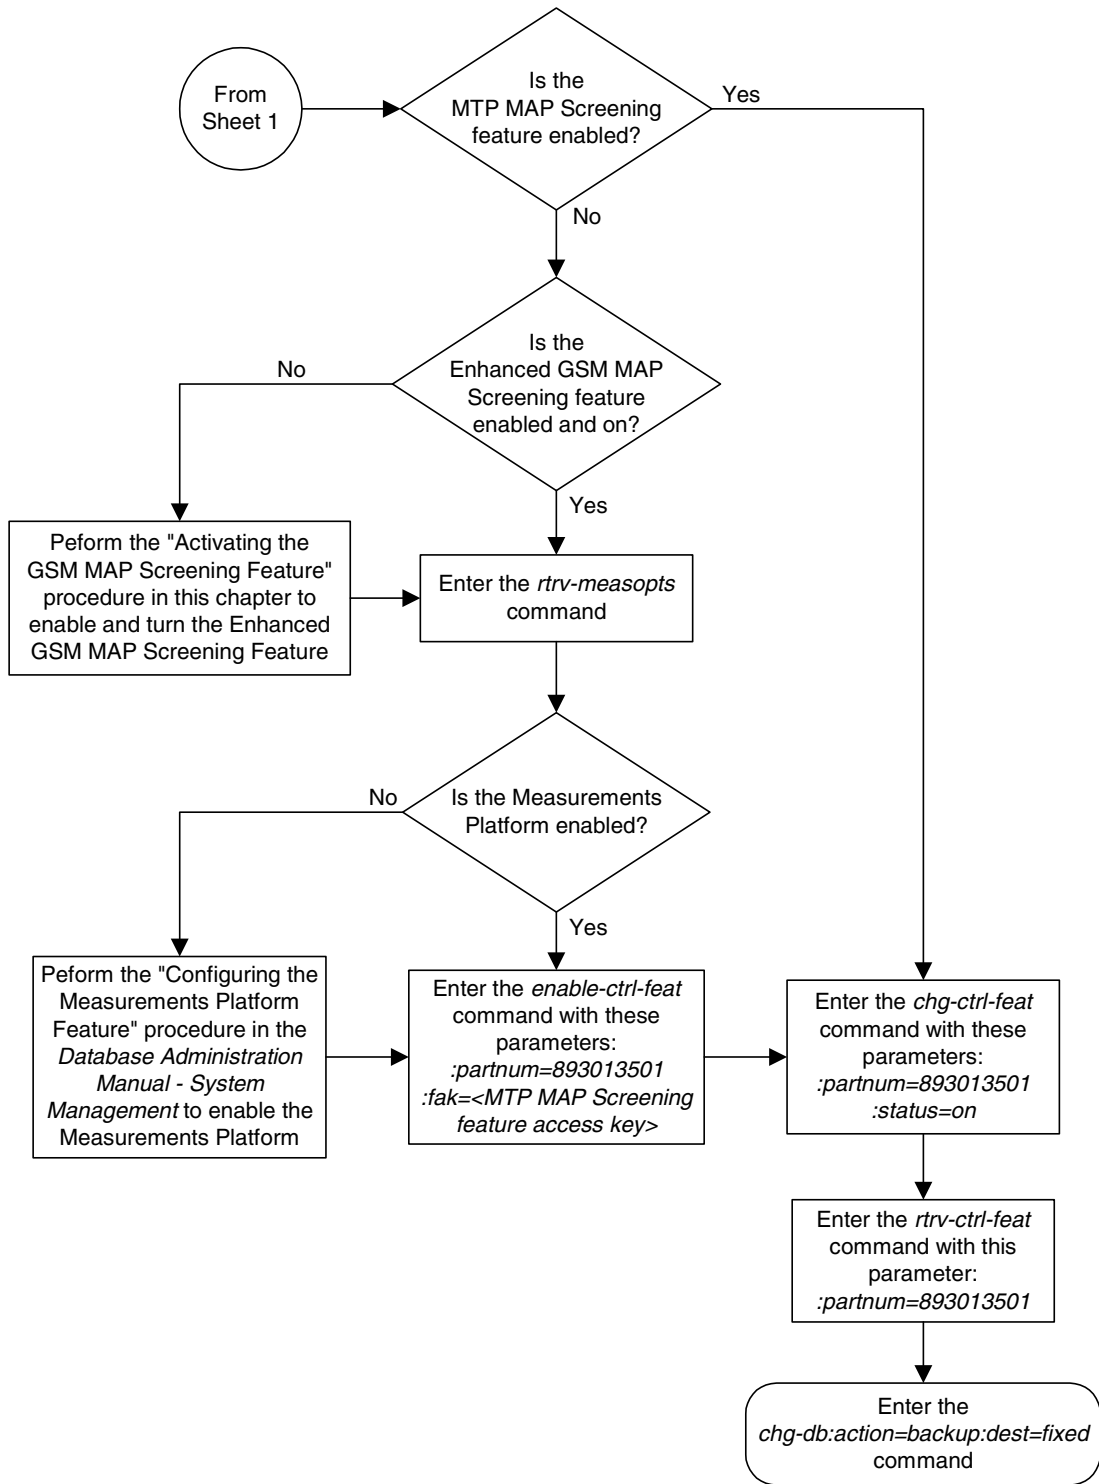 From
Sheet 1
Is the
MTP MAP Screening
feature enabled?
Yes
No
Is the
Enhanced GSM MAP
Screening feature
enabled and on?
No
Yes
Peform the "Activating the
GSM MAP Screening Feature"
procedure in this chapter to
enable and turn the Enhanced
GSM MAP Screening Feature
Enter the rtrv-measopts
command
Is the Measurements
Platform enabled?
No
Yes
Peform the "Configuring the
Measurements Platform
Feature" procedure in the
Database Administration
Manual - System
Management to enable the
Measurements Platform
Enter the enable-ctrl-feat
command with these
parameters:
:partnum=893013501
:fak=<MTP MAP Screening
feature access key>
Enter the chg-ctrl-feat
command with these
parameters:
:partnum=893013501
:status=on
Enter the rtrv-ctrl-feat
command with this
parameter:
:partnum=893013501
Enter the
chg-db:action=backup:dest=fixed
command